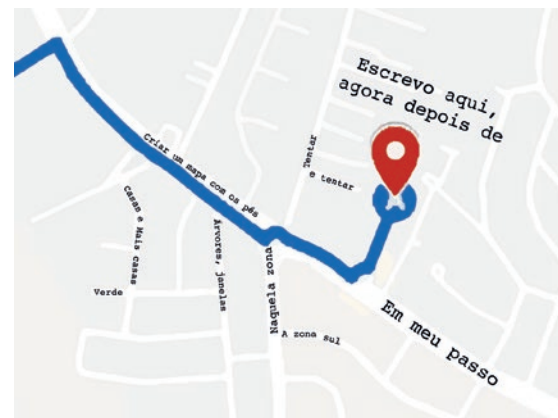 Escrevo aqui,
agora depois de
Criar um mapa com os pés
Tentar
e tentar
Casas e Mais casas
Árvores, janelas
Naquela zona
Verde
A zona sul
Em meu passo